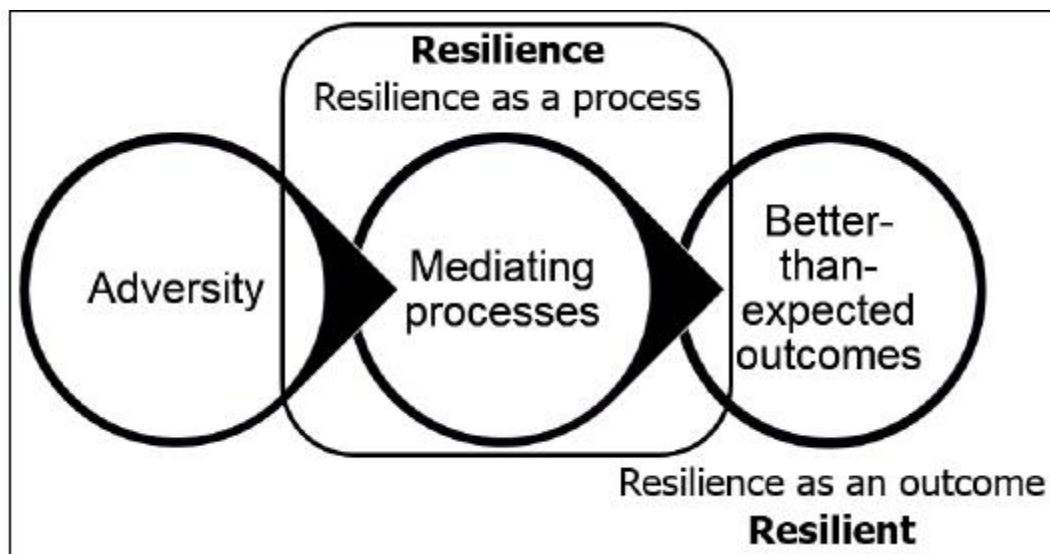 Resilience
Resilience as a process
Adversity
Mediating
processes
Better-
than-
expected
outcomes
Resilience as an outcome
Resilient